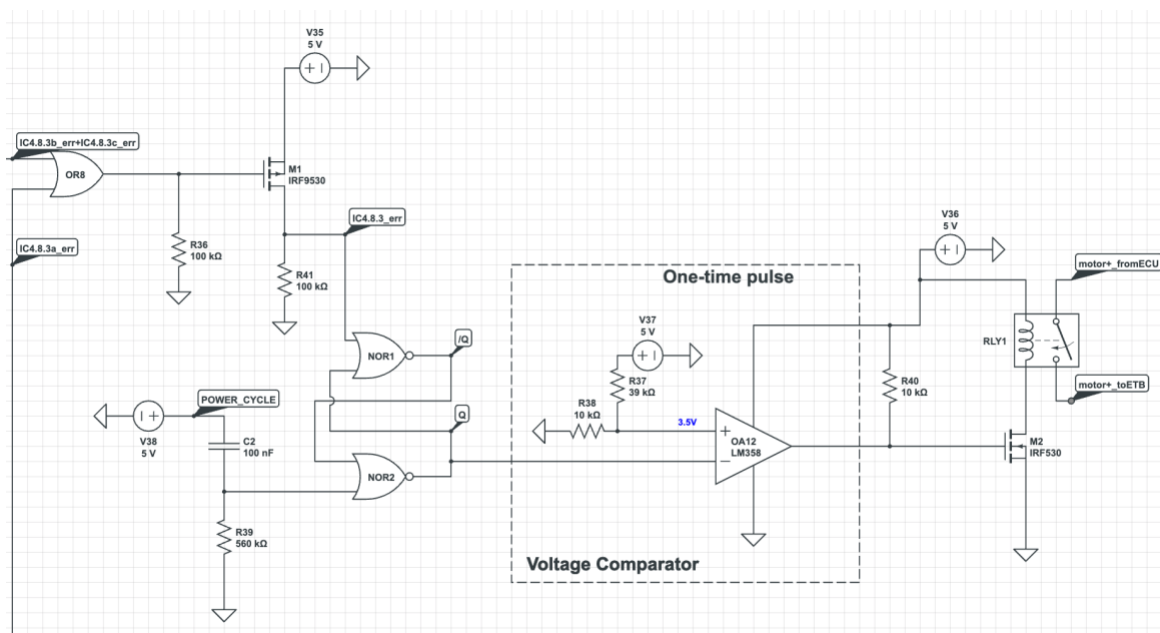 V35
5 V
+
IC4.8.3b_err+IC4.8.3c_err
OR8
M1
IRF9530
IC4.8.3_err
R36
100 kΩ
IC4.8.3a_err
R41
100 kΩ
NOR1
/Q
Q
POWER_CYCLE
+
V38
5 V
C2
100 nF
NOR2
R39
560 kΩ
One-time pulse
V37
5 V
+
R37
39 kΩ
R38
10 kΩ
3.5V
+
−
OA12
LM358
Voltage Comparator
V36
5 V
+
motor+_fromECU
RLY1
R40
10 kΩ
motor+_toETB
M2
IRF530